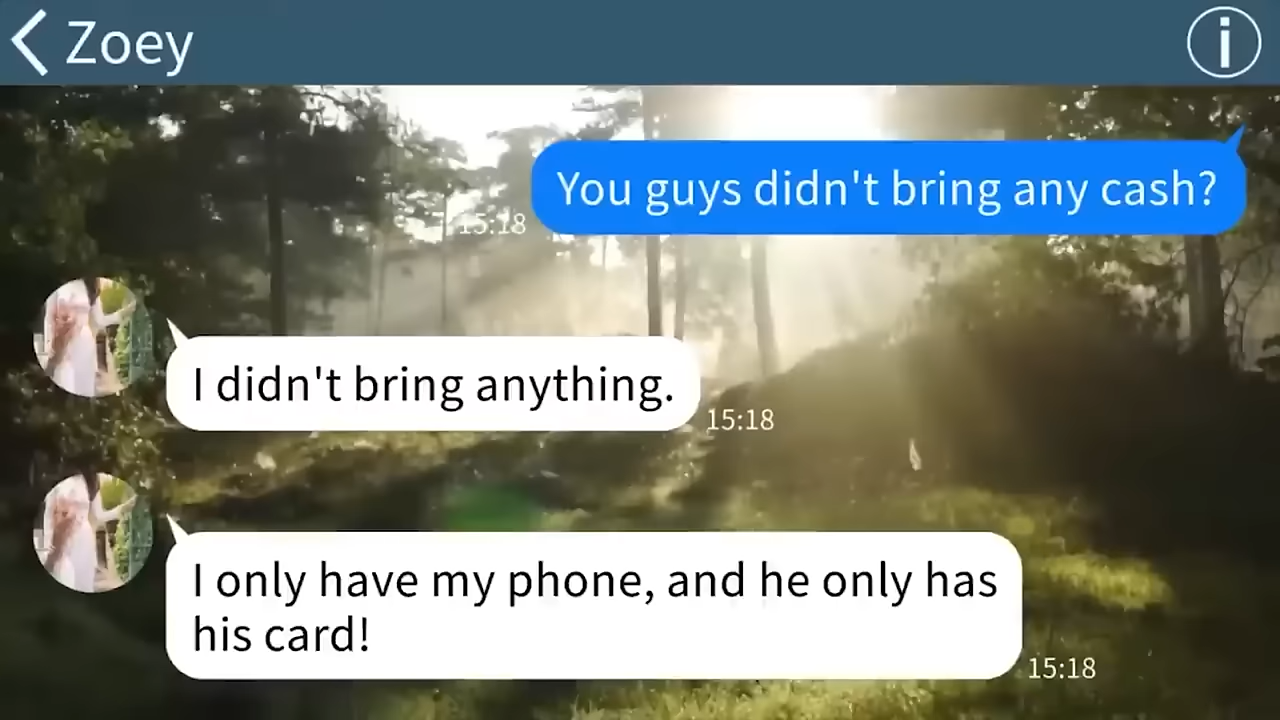 Zoey
You guys didn't bring any cash?
15:18
I didn't bring anything.
15:18
I only have my phone, and he only has
his card!
15:18